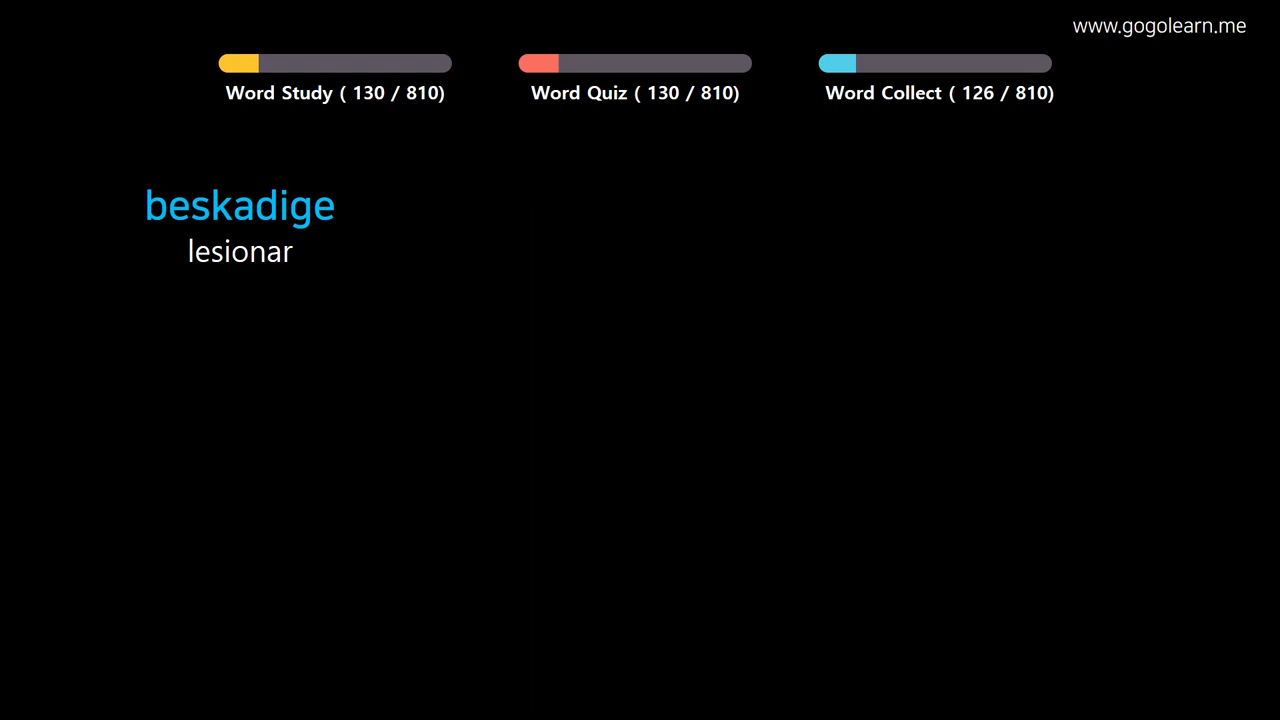 www.gogolearn.me
Word Study ( 130 / 810)
Word Quiz ( 130 / 810)
Word Collect ( 126 / 810)
beskadige
lesionar